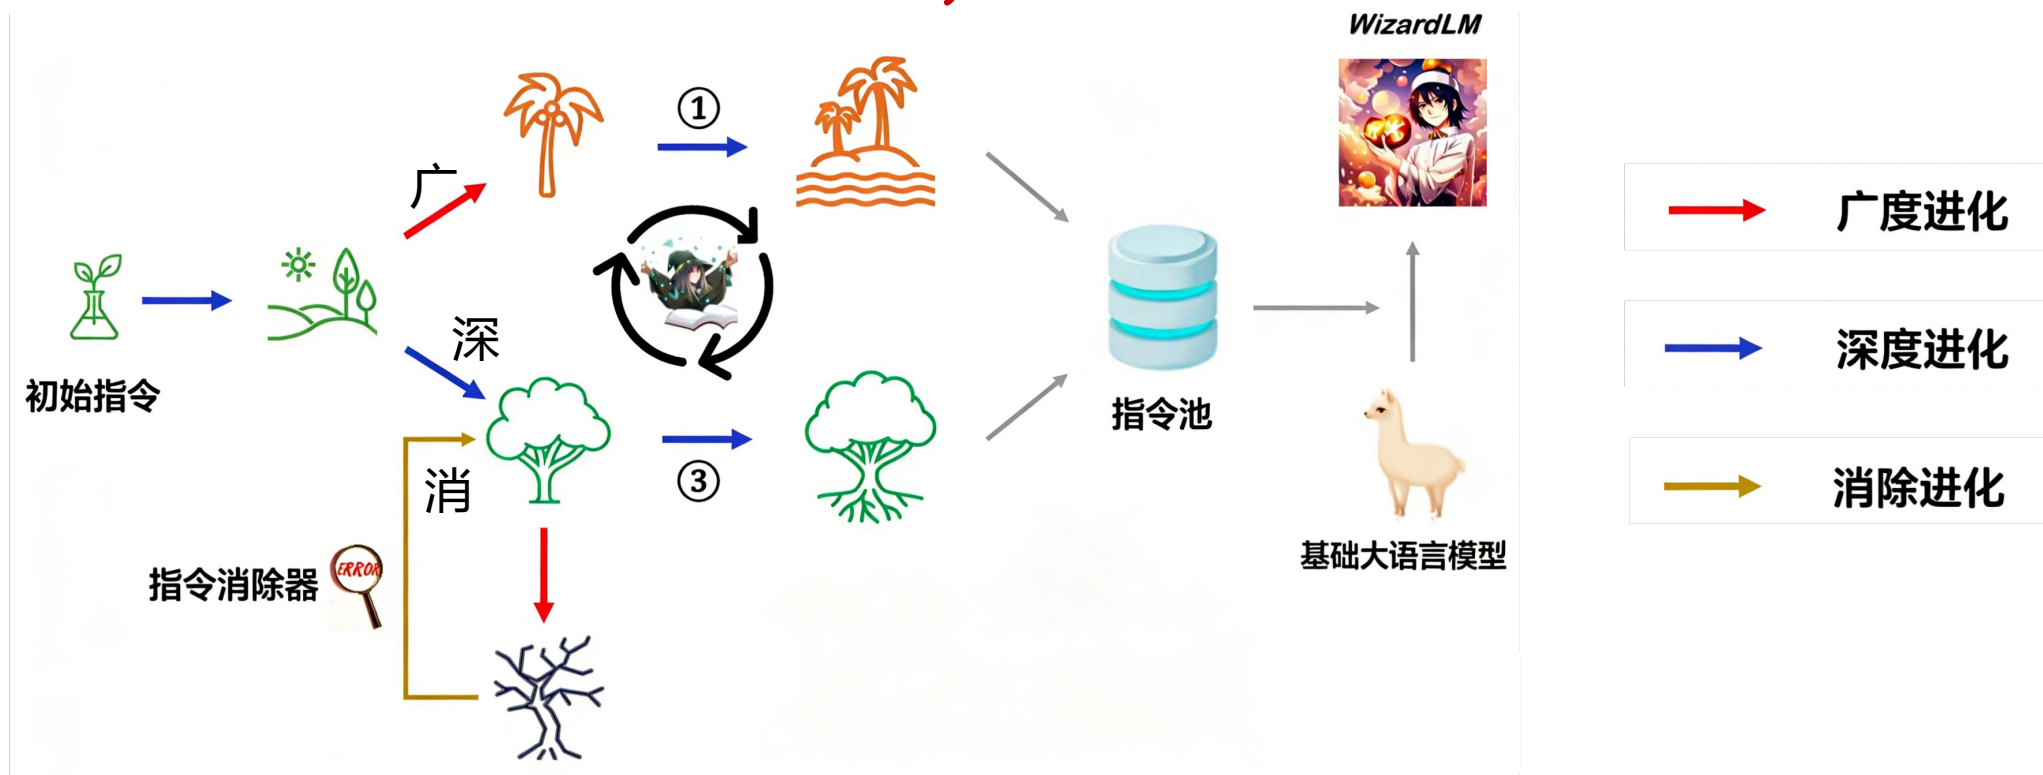 WizardLM
①
广
广度进化
深
深度进化
初始指令
指令池
消
③
消除进化
指令消除器
ERROR
基础大语言模型